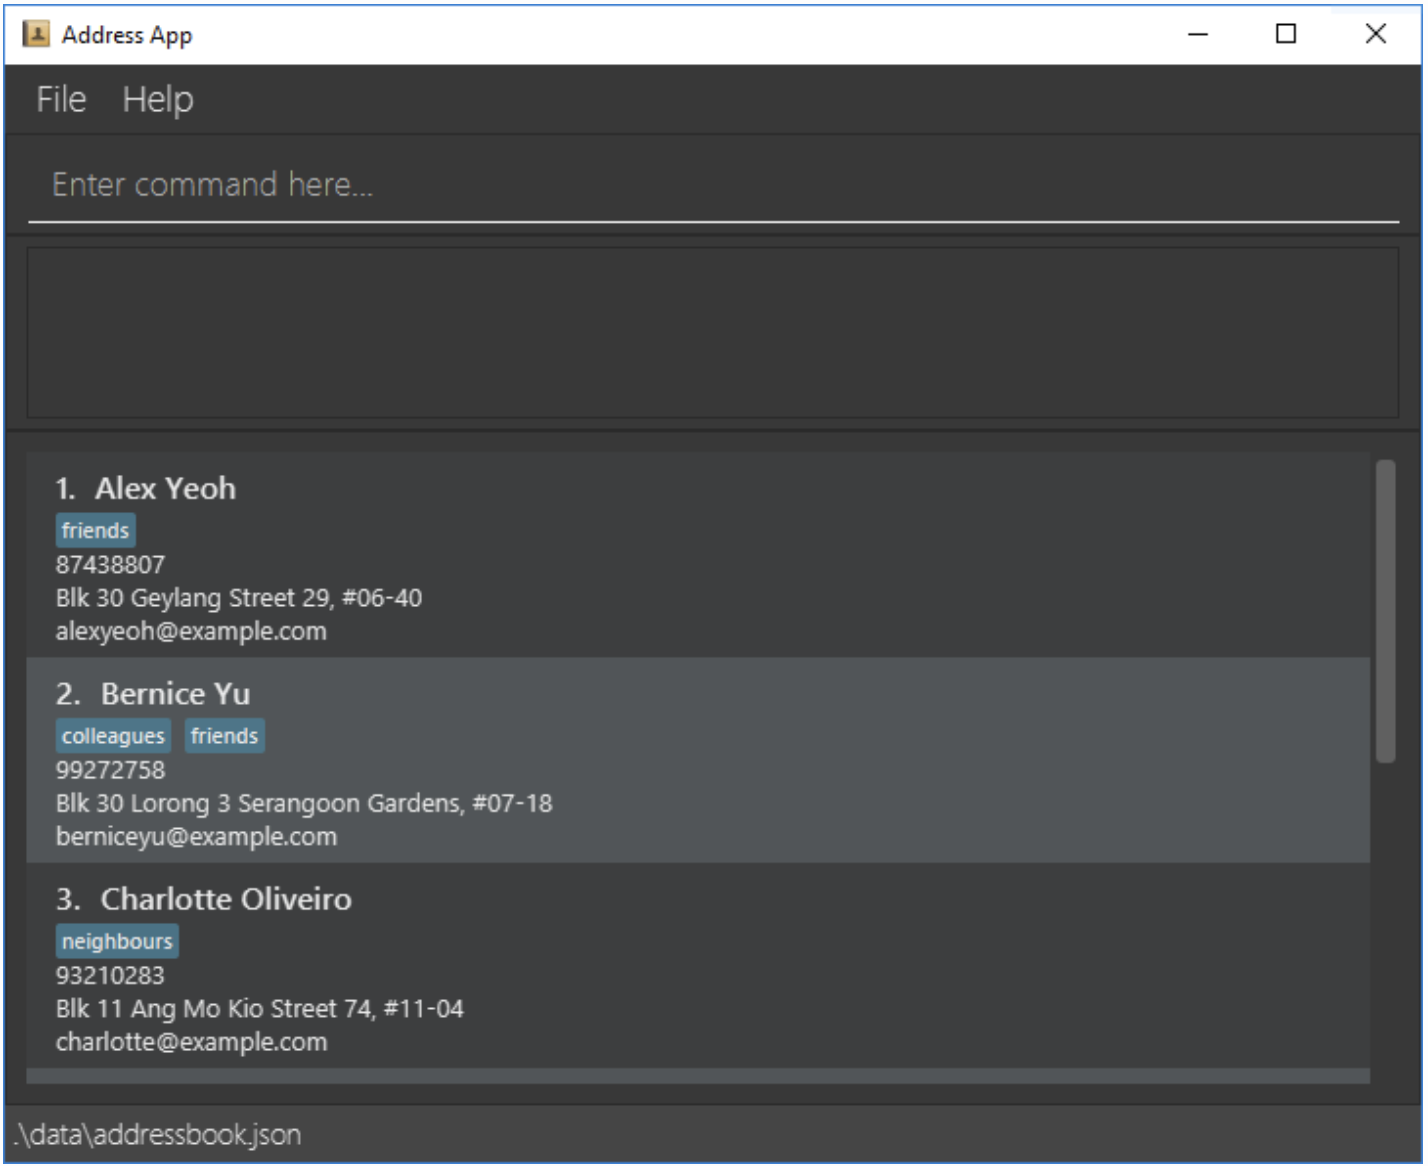 Address App
File Help
Enter command here...
1. Alex Yeoh
friends
87438807
Blk 30 Geylang Street 29, #06-40
alexyeoh@example.com
2. Bernice Yu
colleagues friends
99272758
Blk 30 Lorong 3 Serangoon Gardens, #07-18
berniceyu@example.com
3. Charlotte Oliveiro
neighbours
93210283
Blk 11 Ang Mo Kio Street 74, #11-04
charlotte@example.com
.\data\addressbook.json